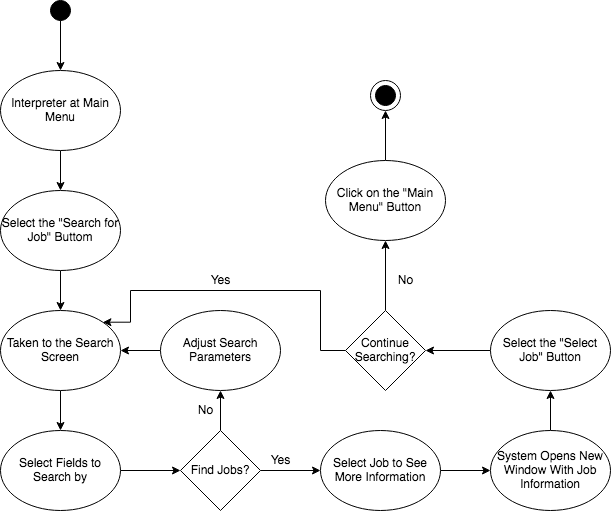 Interpreter at Main
Menu
Click on the "Main
Menu" Button
Select the "Search for
Job" Buttom
Yes
No
Taken to the Search
Screen
Adjust Search
Parameters
Continue
Searching?
Select the "Select
Job" Button
No
Select Fields to
Search by
Find Jobs?
Yes
Select Job to See
More Information
System Opens New
Window With Job
Information